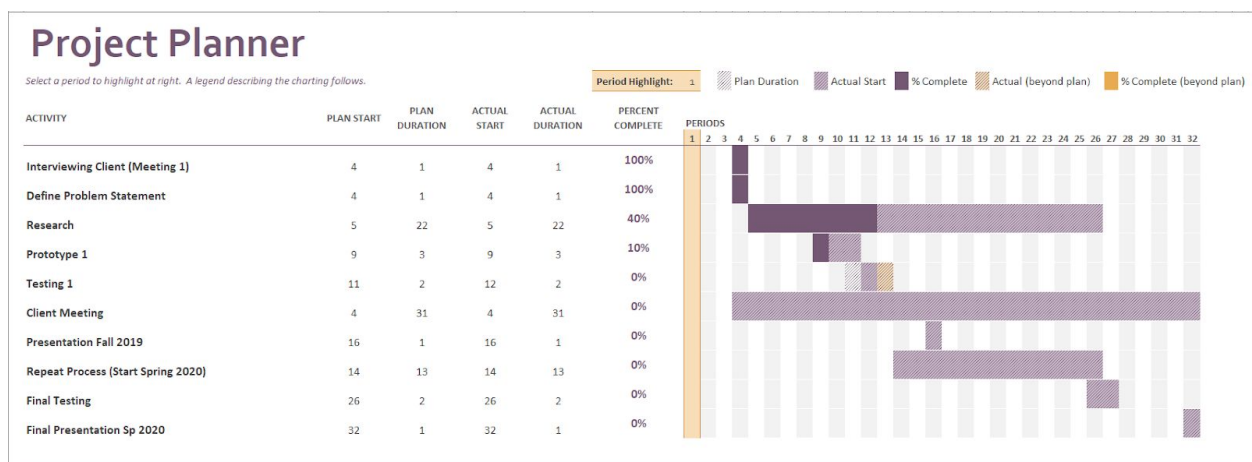 Project Planner
Select a period to highlight at right. A legend describing the charting follows.
Period Highlight: 1
Plan Duration
Actual Start
% Complete
Actual (beyond plan)
% Complete (beyond plan)
ACTIVITY PLAN START PLAN DURATION ACTUAL START ACTUAL DURATION PERCENT COMPLETE PERIODS
1 2 3 4 5 6 7 8 9 10 11 12 13 14 15 16 17 18 19 20 21 22 23 24 25 26 27 28 29 30 31 32
Interviewing Client (Meeting 1) 4 1 4 1 100%
Define Problem Statement 4 1 4 1 100%
Research 5 22 5 22 40%
Prototype 1 9 3 9 3 10%
Testing 1 11 2 12 2 0%
Client Meeting 4 31 4 31 0%
Presentation Fall 2019 16 1 16 1 0%
Repeat Process (Start Spring 2020) 14 13 14 13 0%
Final Testing 26 2 26 2 0%
Final Presentation Sp 2020 32 1 32 1 0%